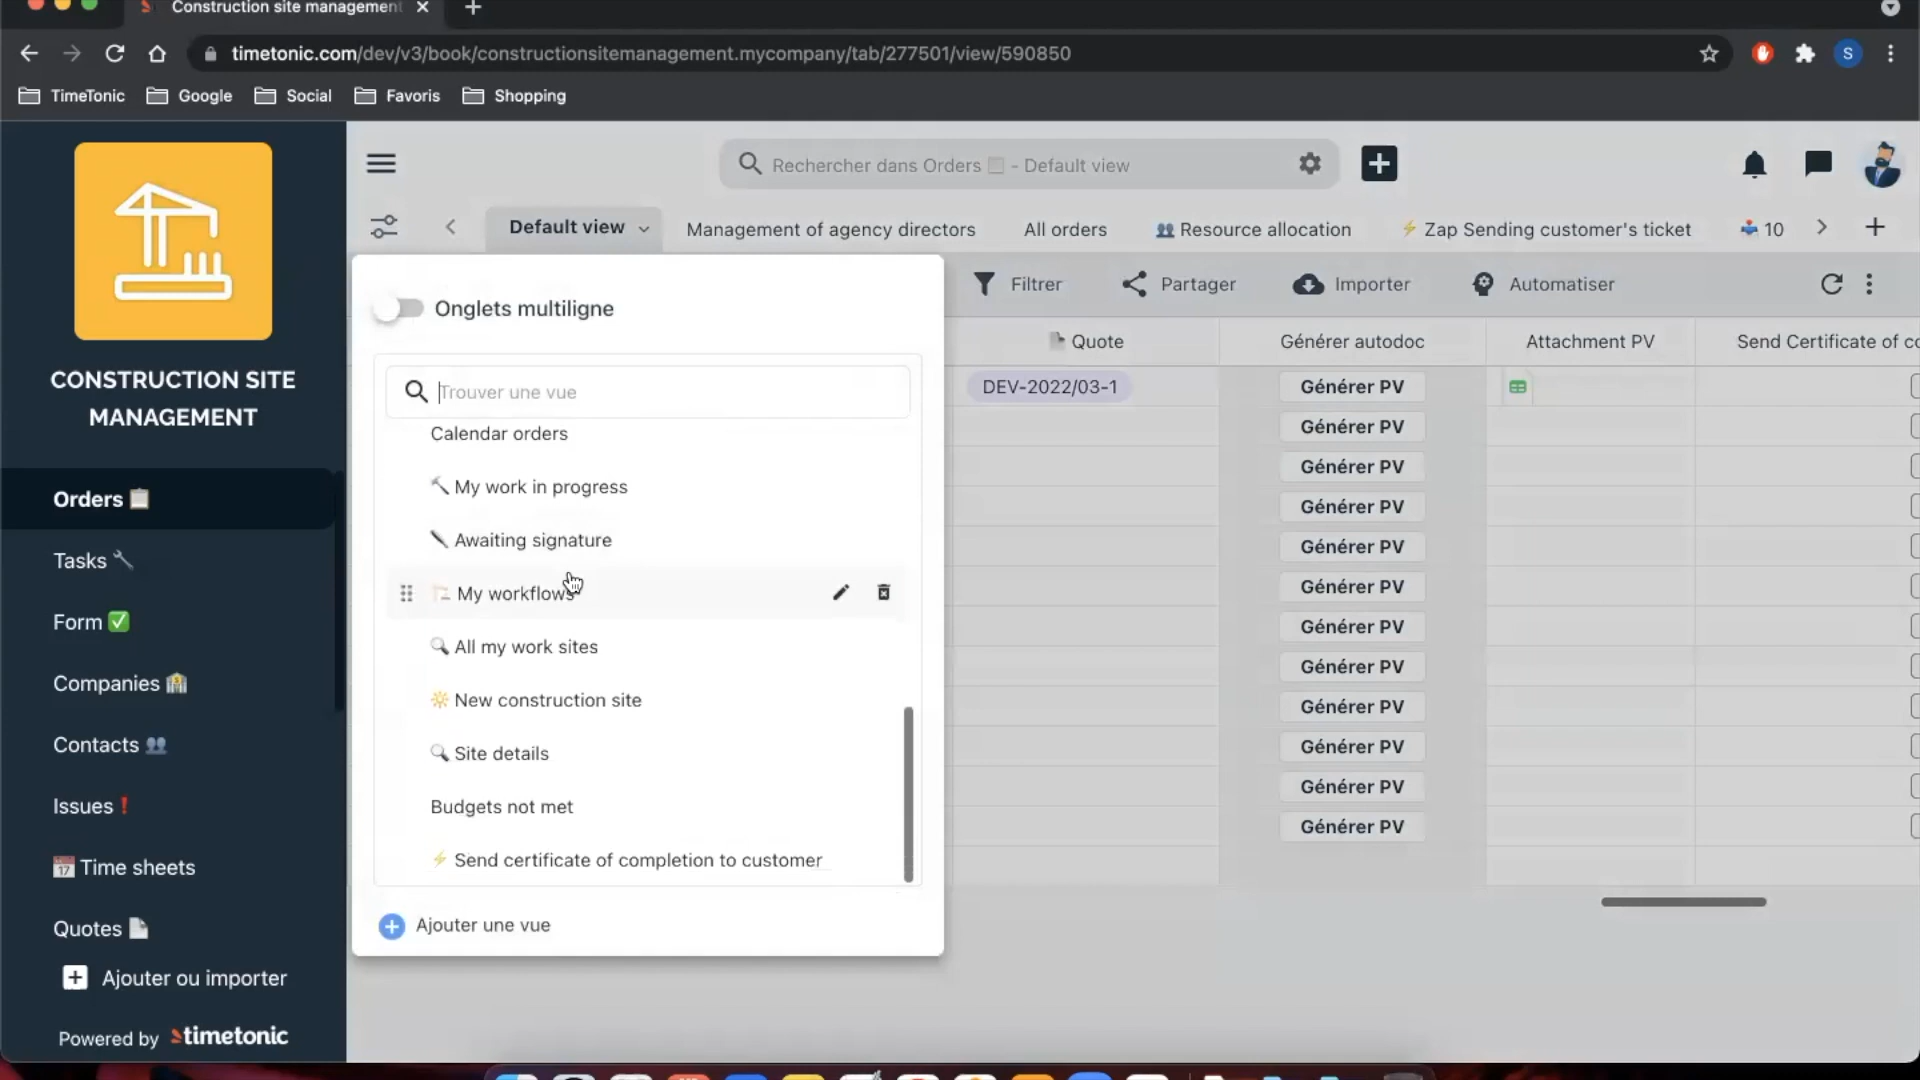 Construction site management
timetonic.com/dev/v3/book/constructionsitemanagement.mycompany/tab/277501/view/590850
S
TimeTonic Google Social Favoris Shopping
CONSTRUCTION SITE
MANAGEMENT
Orders
Tasks
Form
Companies
Contacts
Issues
Time sheets
Quotes
Ajouter ou importer
Powered by timetonic
Rechercher dans Orders - Default view
Default view Management of agency directors All orders Resource allocation Zap Sending customer's ticket 10
Filtrer Partager Importer Automatiser
Onglets multiligne
Trouver une vue
Calendar orders
My work in progress
Awaiting signature
My workflows
All my work sites
New construction site
Site details
Budgets not met
Send certificate of completion to customer
Ajouter une vue
Quote Générer autodoc Attachment PV Send Certificate of co
DEV-2022/03-1 Générer PV
Générer PV
Générer PV
Générer PV
Générer PV
Générer PV
Générer PV
Générer PV
Générer PV
Générer PV
Générer PV
Générer PV